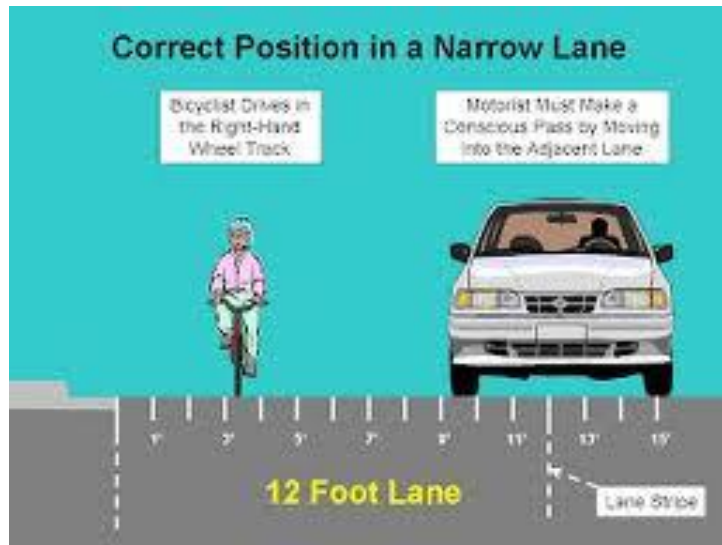 Correct Position in a Narrow Lane
Bicyclist Drives in
the Right-Hand
Wheel Track
Motorist Must Make a
Conscious Pass by Moving
Into the Adjacent Lane
1' 3' 5' 7' 9' 11' 13' 15'
12 Foot Lane
Lane Stripe